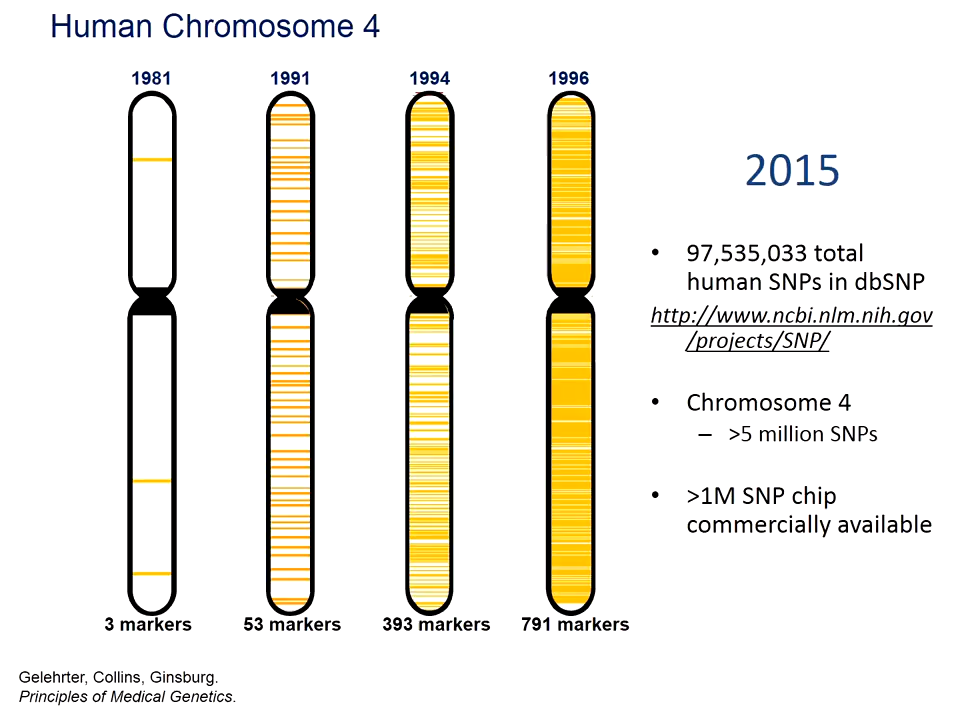 Human Chromosome 4
1981
1991
1994
1996
3 markers
53 markers
393 markers
791 markers
2015
• 97,535,033 total
human SNPs in dbSNP
http://www.ncbi.nlm.nih.gov
/projects/SNP/
• Chromosome 4
– >5 million SNPs
• >1M SNP chip
commercially available
Gelehrter, Collins, Ginsburg.
Principles of Medical Genetics.